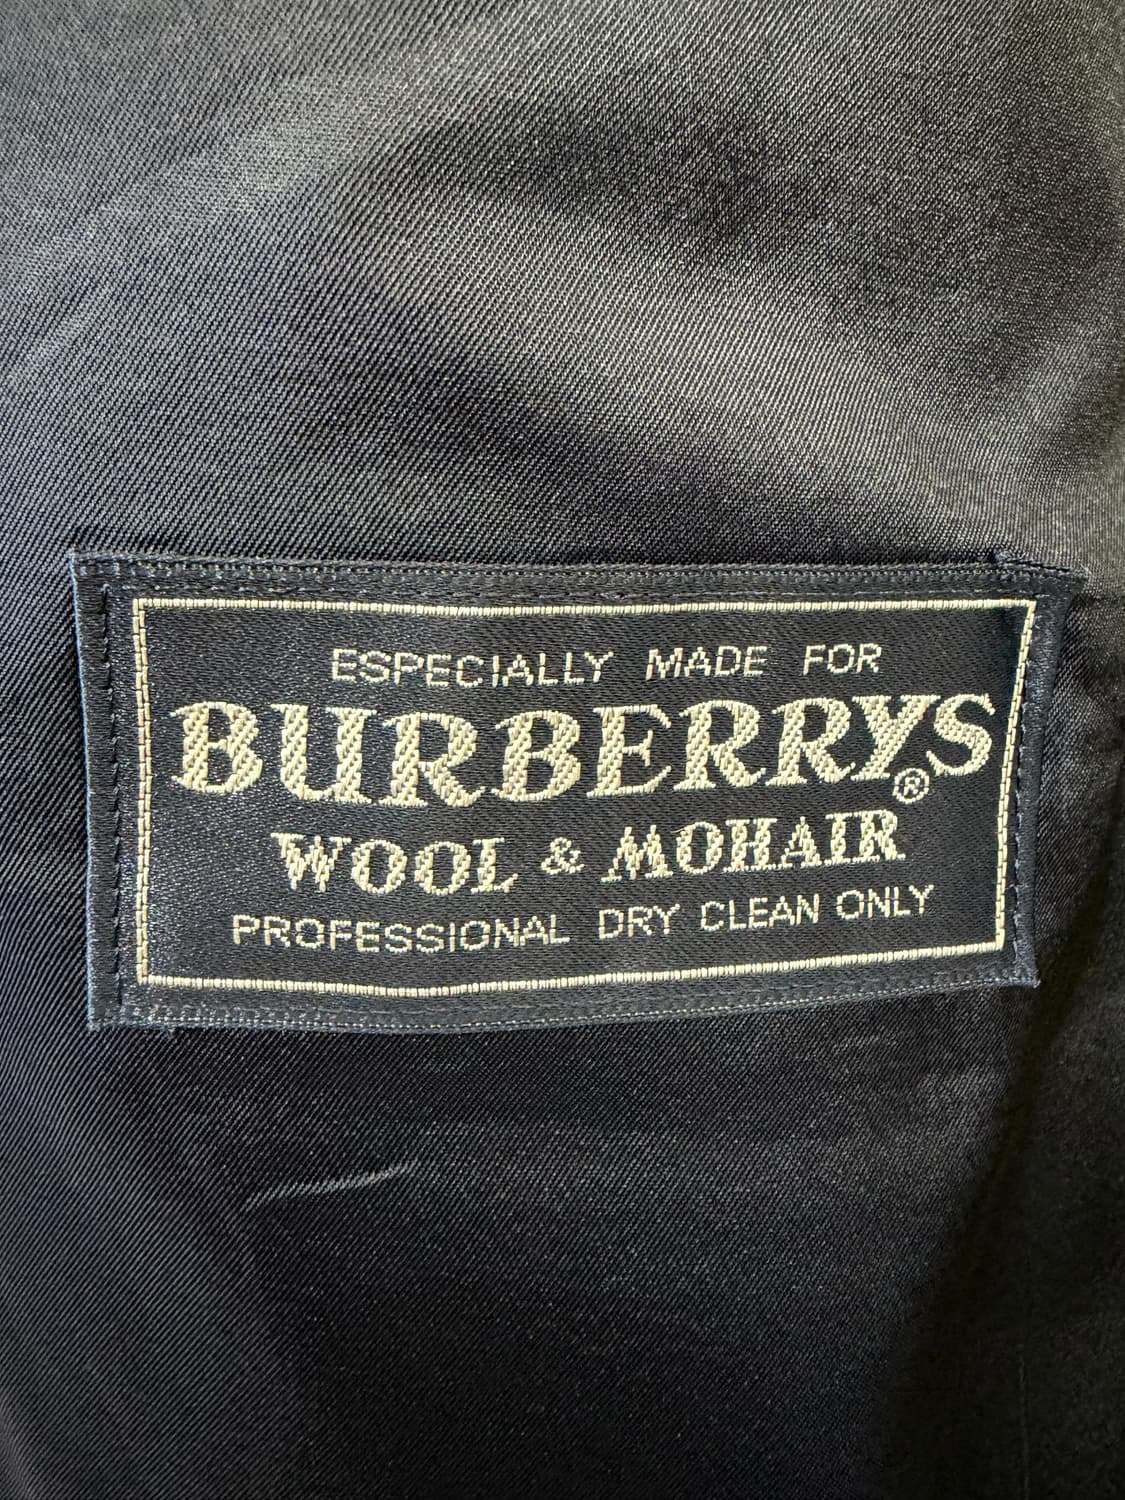 ESPECIALLY MADE FOR
BURBERRYS®
WOOL & MOHAIR
PROFESSIONAL DRY CLEAN ONLY